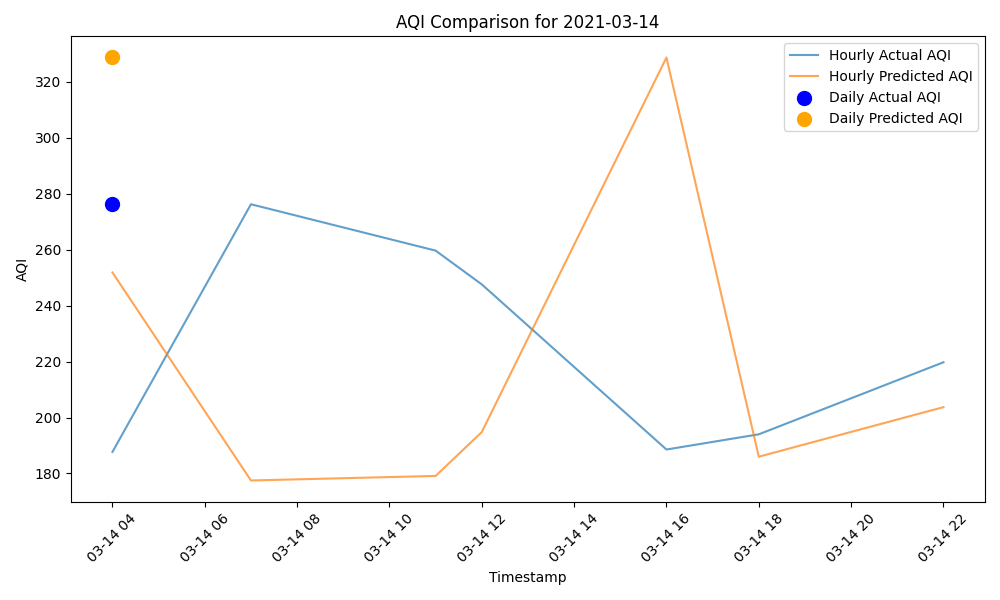 AQI Comparison for 2021-03-14
Hourly Actual AQI
Hourly Predicted AQI
Daily Actual AQI
Daily Predicted AQI
AQI
320
300
280
260
240
220
200
180
03-14 04
03-14 06
03-14 08
03-14 10
03-14 12
03-14 14
03-14 16
03-14 18
03-14 20
03-14 22
Timestamp